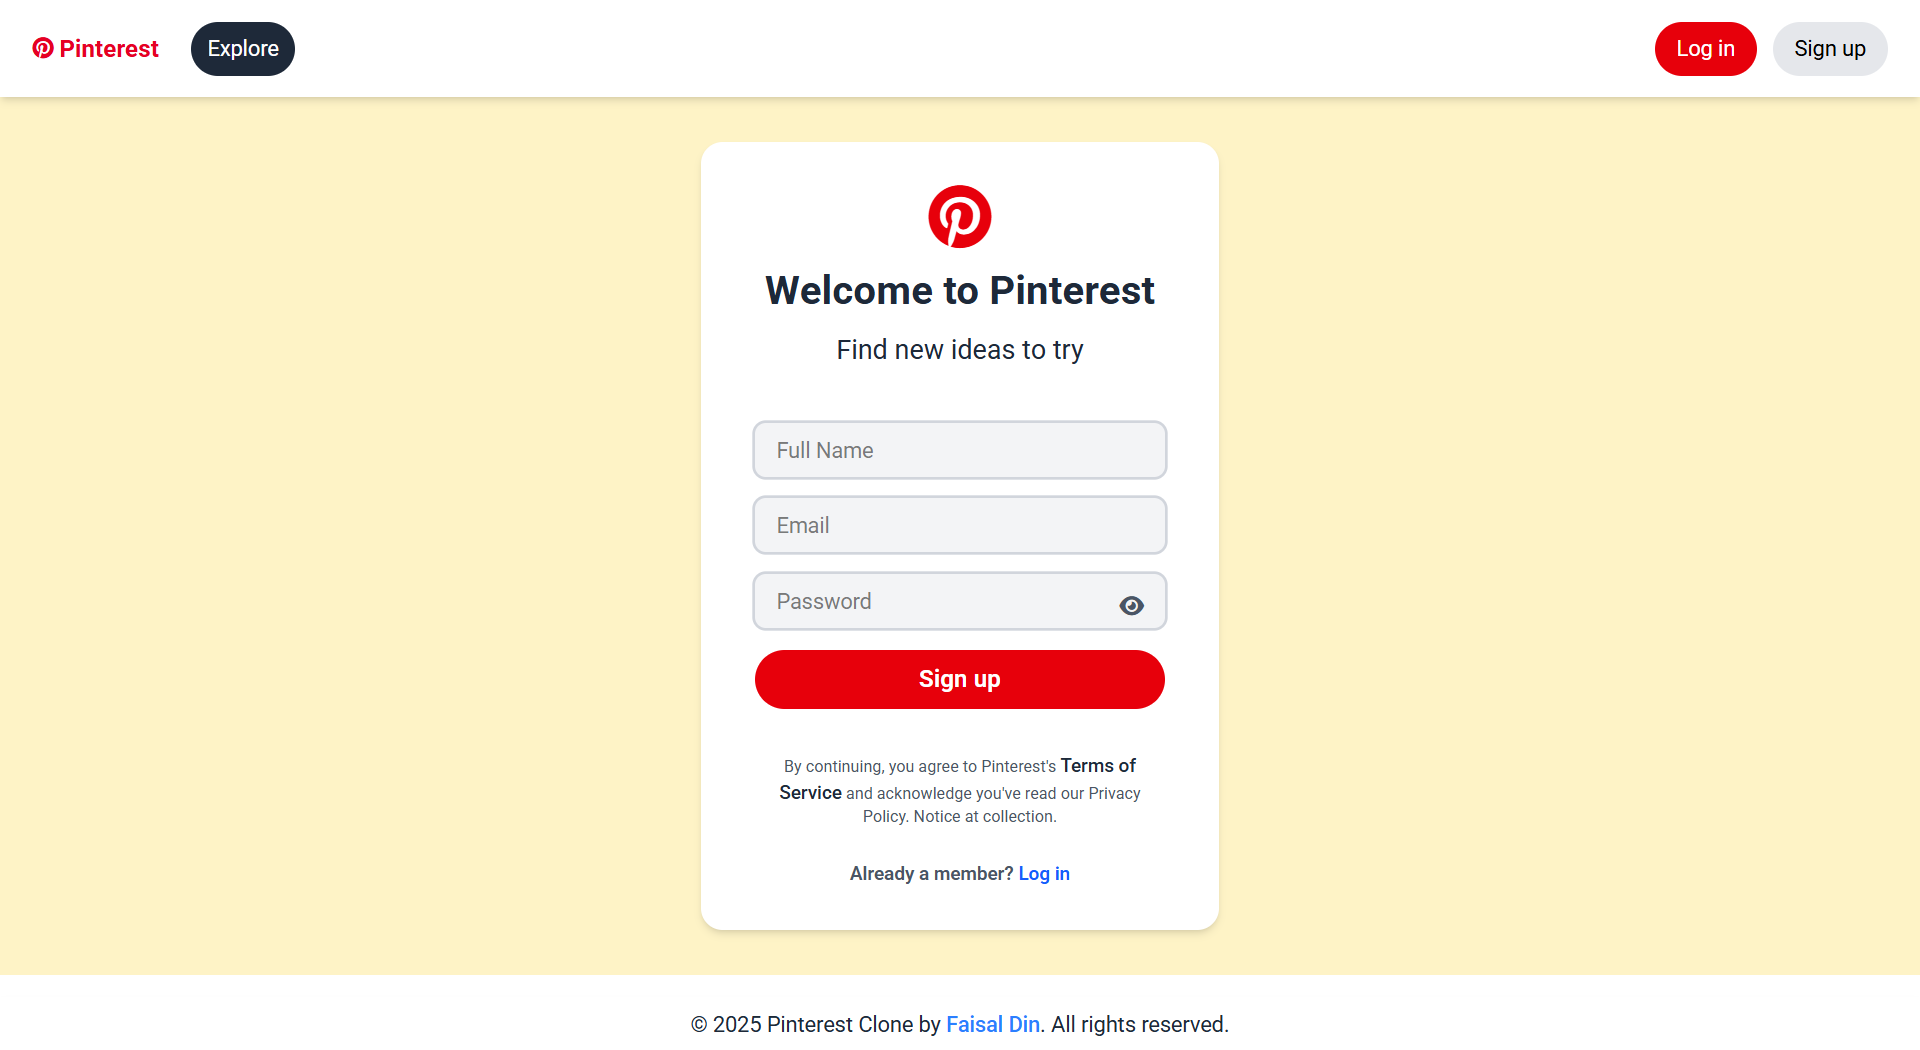 Pinterest
Explore
Log in
Sign up
Welcome to Pinterest
Find new ideas to try
Full Name
Email
Password
Sign up
By continuing, you agree to Pinterest's Terms of
Service and acknowledge you've read our Privacy
Policy. Notice at collection.
Already a member? Log in
© 2025 Pinterest Clone by Faisal Din. All rights reserved.